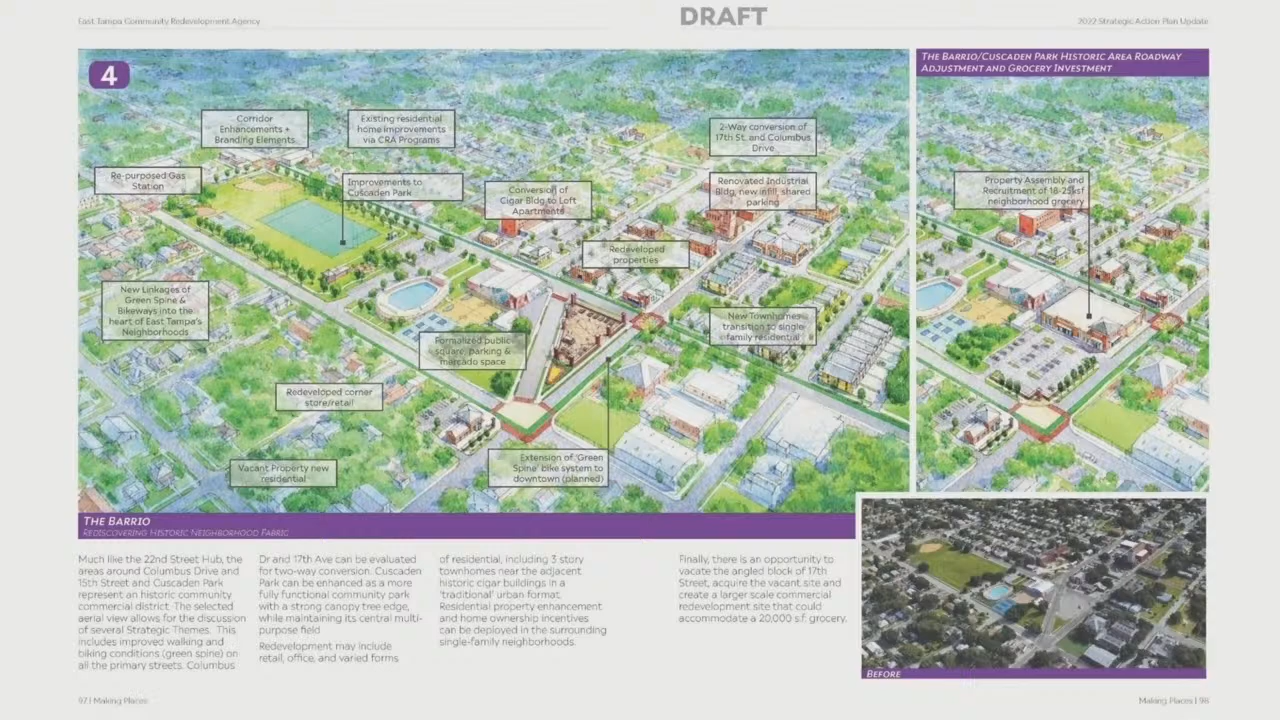 East Tampa Community Redevelopment Agency
DRAFT
2022 Strategic Action Plan Update
4
Corridor
Enhancements +
Branding Elements
Existing residential
home improvements
via CRA Programs
2-Way conversion of
17th St. and Columbus
Drive
Re-purposed Gas
Station
Improvements to
Cuscaden Park
Conversion of
Cigar Bldg to Loft
Apartments
Renovated Industrial
Bldg, new infill, shared
parking
Redeveloped
properties
New Linkages of
Green Spine &
Bikeways into the
heart of East Tampa's
Neighborhoods
Formalized public
square, parking &
mercado space
New Townhomes
transition to single
family residential
Redeveloped corner
store/retail
Vacant Property new
residential
Extension of 'Green
Spine' bike system to
downtown (planned)
THE BARRIO
REDISCOVERING HISTORIC NEIGHBORHOOD FABRIC
THE BARRIO/CUSCADEN PARK HISTORIC AREA ROADWAY
ADJUSTMENT AND GROCERY INVESTMENT
Property Assembly and
Recruitment of 18-25ksf
neighborhood grocery
Much like the 22nd Street Hub, the
areas around Columbus Drive and
15th Street and Cuscaden Park
represent an historic community
commercial district. The selected
aerial view allows for the discussion
of several Strategic Themes. This
includes improved walking and
biking conditions (green spine) on
all the primary streets. Columbus
Dr and 17th Ave can be evaluated
for two-way conversion. Cuscaden
Park can be enhanced as a more
fully functional community park
with a strong canopy tree edge,
while maintaining its central multi-
purpose field
Redevelopment may include
retail, office, and varied forms
of residential, including 3 story
townhomes near the adjacent
historic cigar buildings in a
'traditional' urban format.
Residential property enhancement
and home ownership incentives
can be deployed in the surrounding
single-family neighborhoods.
Finally, there is an opportunity to
vacate the angled block of 17th
Street, acquire the vacant site and
create a larger scale commercial
redevelopment site that could
accommodate a 20,000 s.f. grocery.
BEFORE
97 | Making Places
Making Places | 98